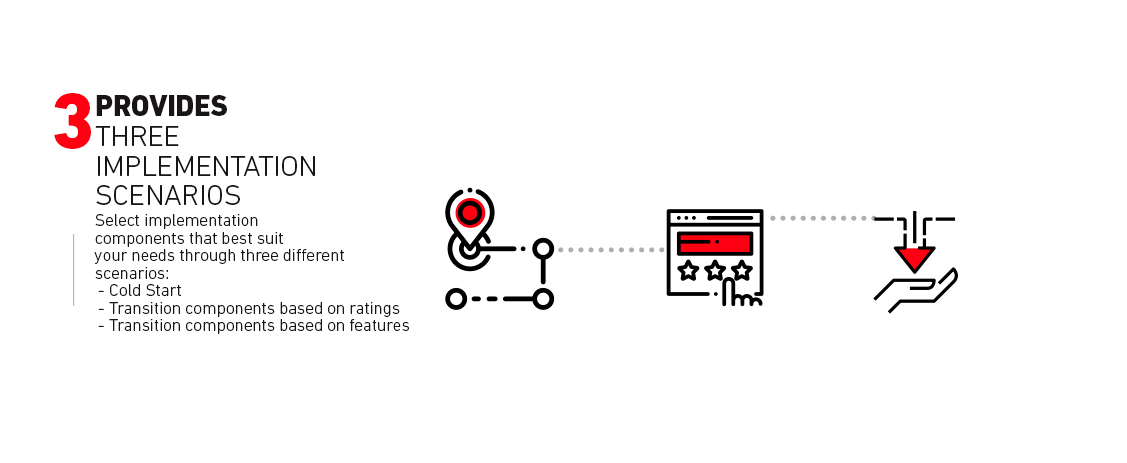 3 PROVIDES
THREE
IMPLEMENTATION
SCENARIOS
Select implementation
components that best suit
your needs through three different
scenarios:
- Cold Start
- Transition components based on ratings
- Transition components based on features